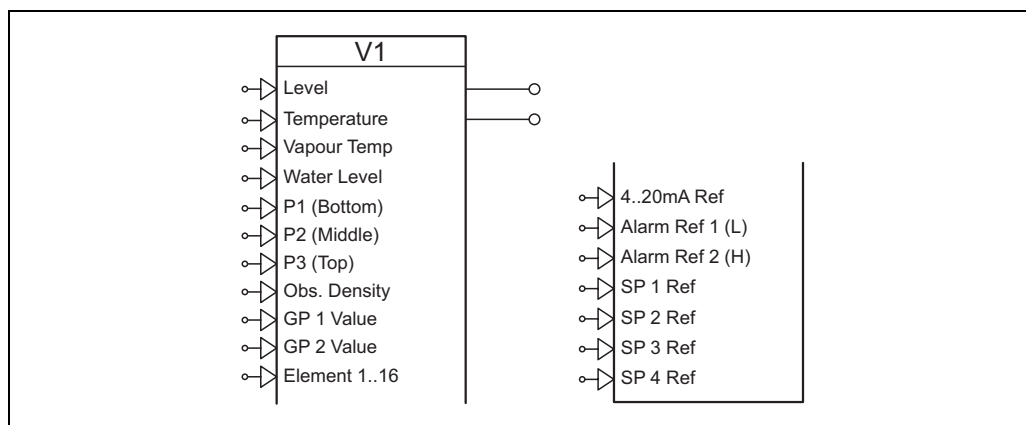 V1
Level
Temperature
Vapour Temp
Water Level
P1 (Bottom)
P2 (Middle)
P3 (Top)
Obs. Density
GP 1 Value
GP 2 Value
Element 1..16
4..20mA Ref
Alarm Ref 1 (L)
Alarm Ref 2 (H)
SP 1 Ref
SP 2 Ref
SP 3 Ref
SP 4 Ref